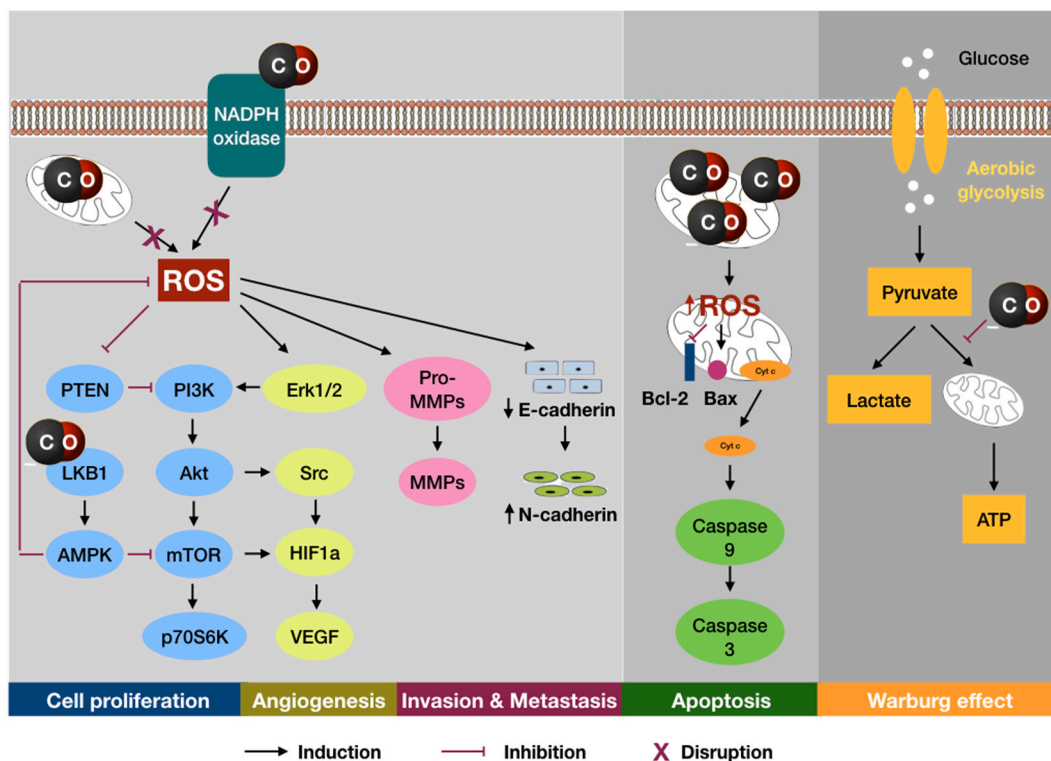 C O
Glucose
NADPH
oxidase
C O
C O
C O
C O
Aerobic
glycolysis
ROS
Pyruvate
C O
↑ROS
PTEN
PI3K
Erk1/2
Pro-
MMPs
↓ E-cadherin
Bcl-2
Bax
Cyt c
Lactate
C O
LKB1
Akt
Src
MMPs
↑ N-cadherin
Cyt c
ATP
AMPK
mTOR
HIF1a
Caspase
9
p70S6K
VEGF
Caspase
3
Cell proliferation
Angiogenesis
Invasion & Metastasis
Apoptosis
Warburg effect
Induction
Inhibition
X Disruption